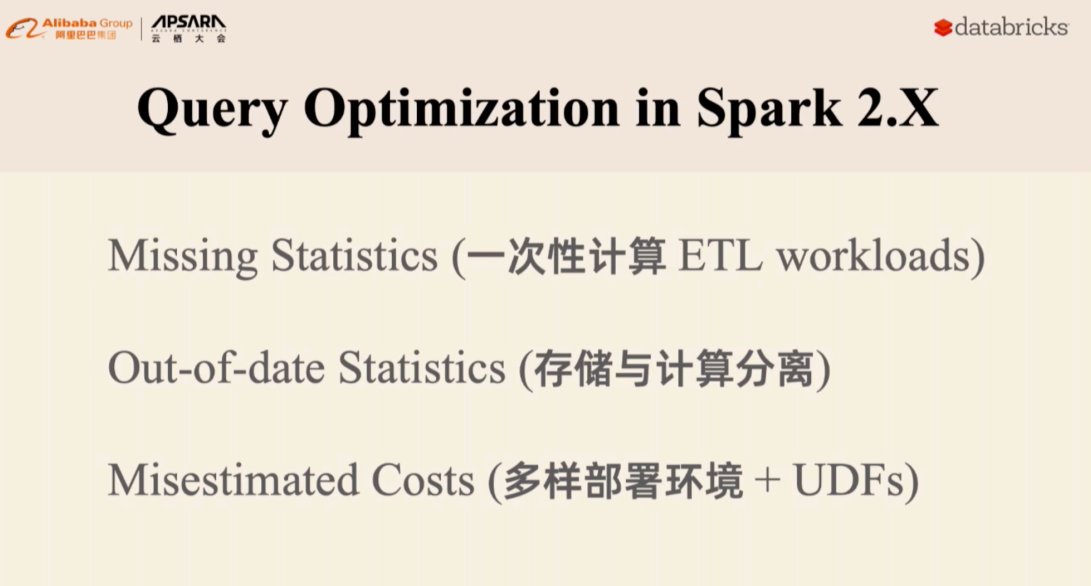 Alibaba Group
阿里巴巴集团
APSARA
云栖大会
databricks
Query Optimization in Spark 2.X
Missing Statistics (一次性计算 ETL workloads)
Out-of-date Statistics (存储与计算分离)
Misestimated Costs (多样部署环境 + UDFs)